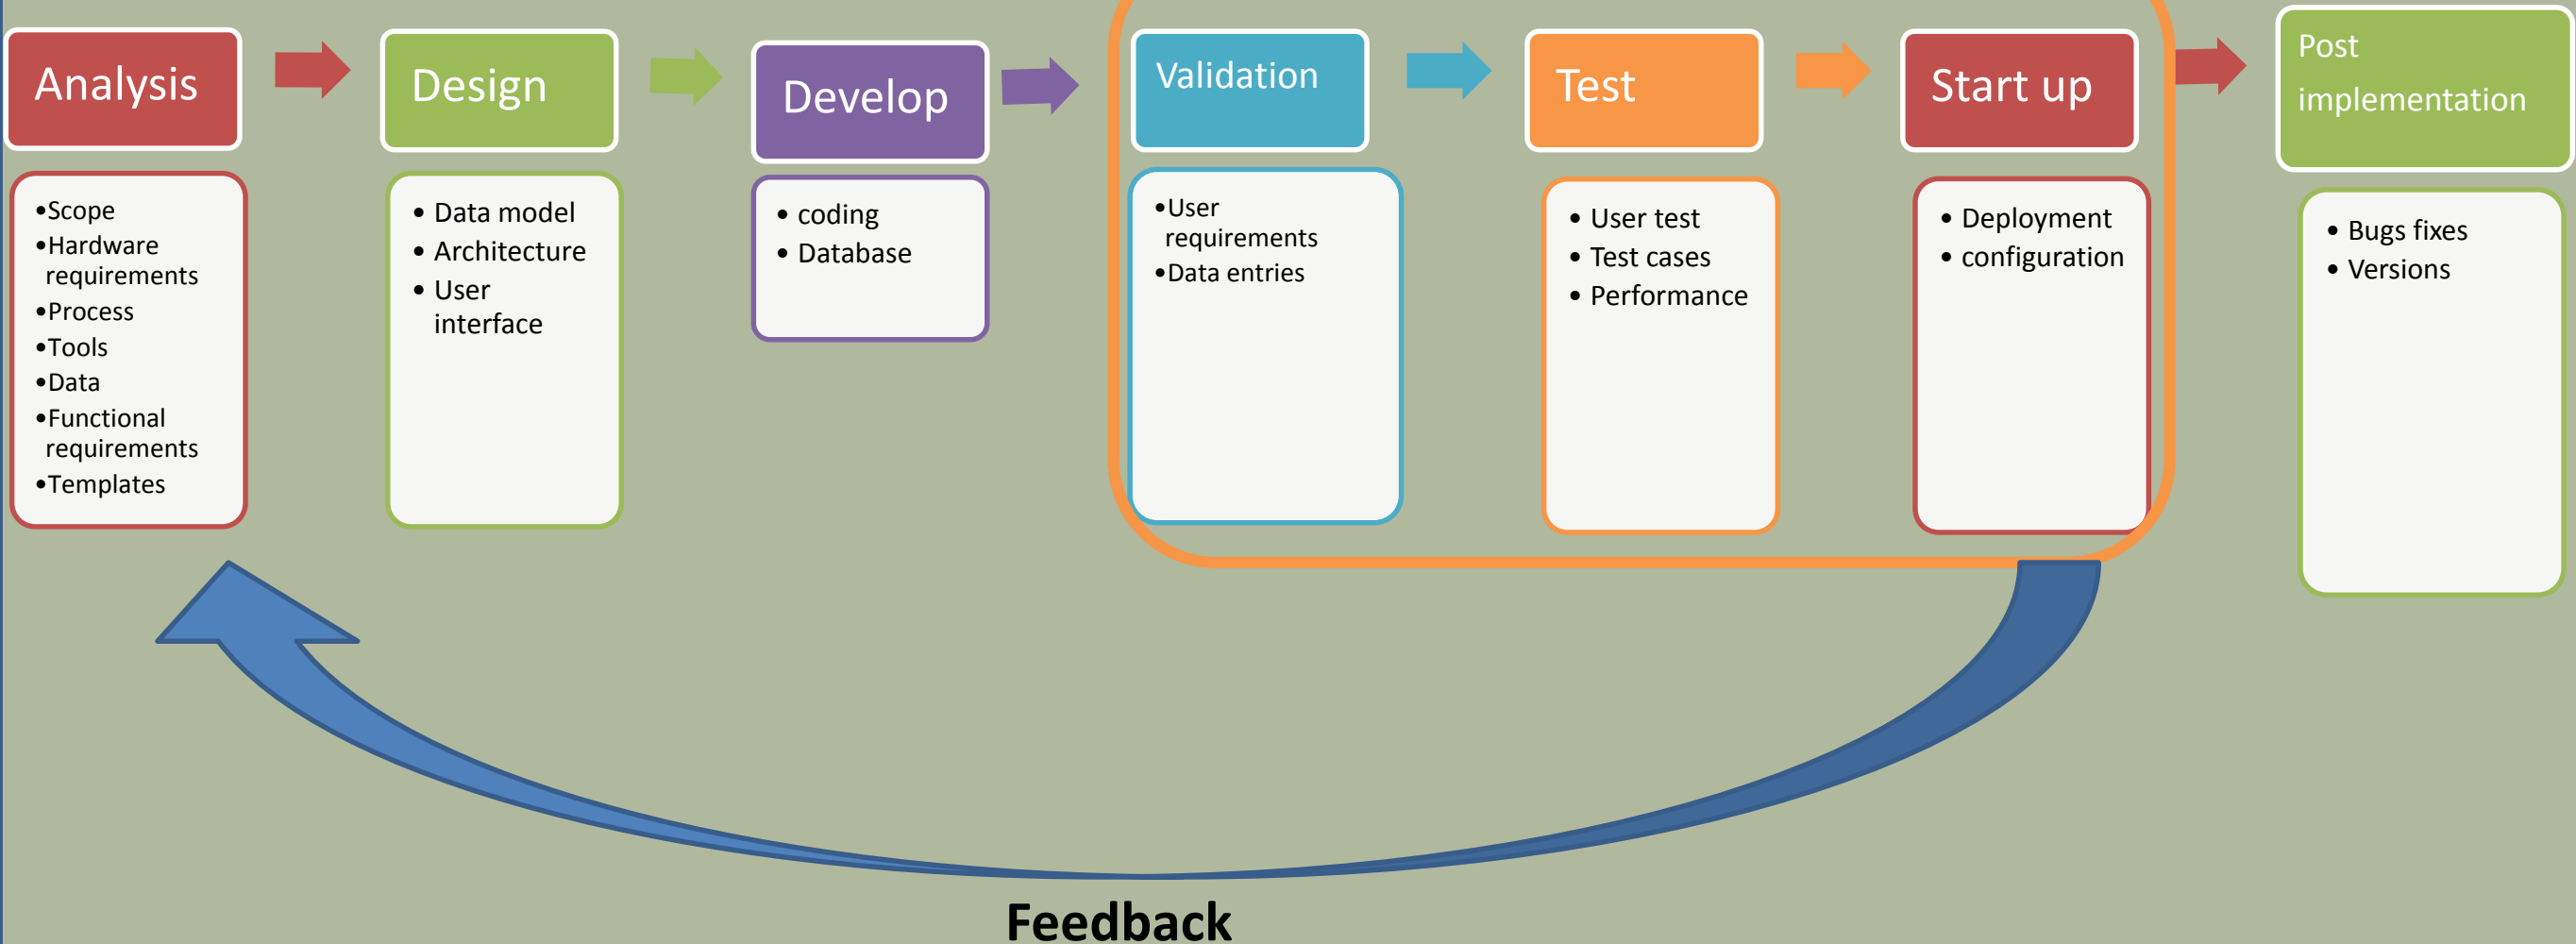 Analysis
•Scope
•Hardware
requirements
•Process
•Tools
•Data
•Functional
requirements
•Templates
Design
• Data model
• Architecture
• User
interface
Develop
• coding
• Database
Validation
•User
requirements
•Data entries
Test
• User test
• Test cases
• Performance
Start up
• Deployment
• configuration
Post
implementation
• Bugs fixes
• Versions
Feedback